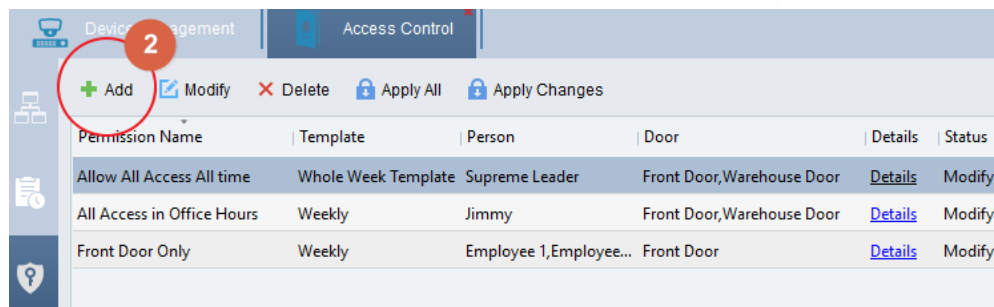 Device Management Access Control
2
Add Modify Delete Apply All Apply Changes
Permission Name Template Person Door Details Status
Allow All Access All time Whole Week Template Supreme Leader Front Door,Warehouse Door Details Modify
All Access in Office Hours Weekly Jimmy Front Door,Warehouse Door Details Modify
Front Door Only Weekly Employee 1,Employee... Front Door Details Modify